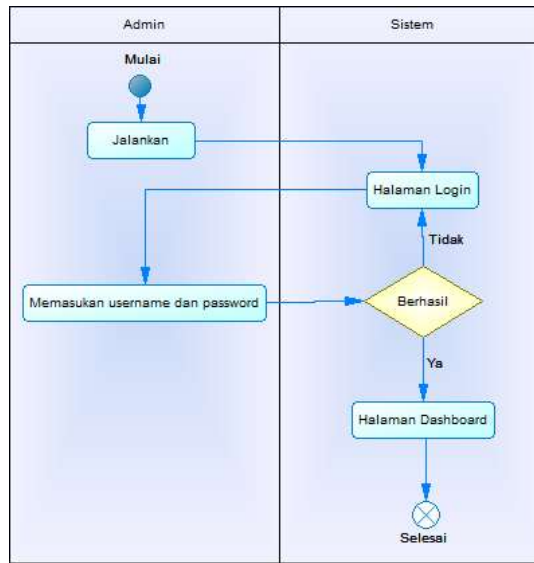 Admin
Sistem
Mulai
Jalankan
Halaman Login
Tidak
Memasukan username dan password
Berhasil
Ya
Halaman Dashboard
Selesai